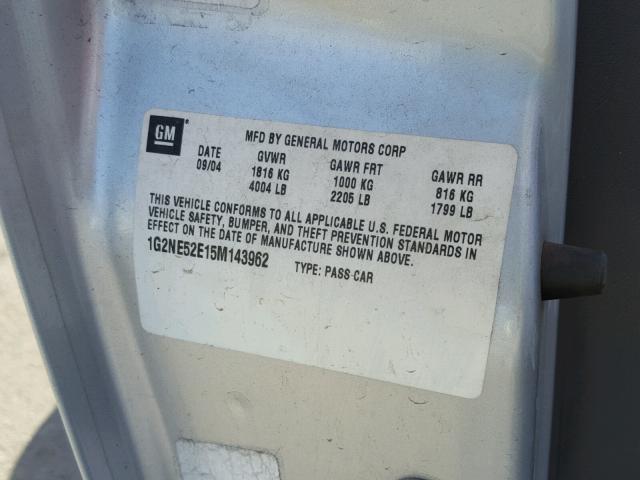 GM
MFD BY GENERAL MOTORS CORP
DATE GVWR GAWR FRT GAWR RR
09/04 1816 KG 1000 KG 816 KG
4004 LB 2205 LB 1799 LB
THIS VEHICLE CONFORMS TO ALL APPLICABLE U.S. FEDERAL MOTOR
VEHICLE SAFETY, BUMPER, AND THEFT PREVENTION STANDARDS IN
EFFECT ON THE DATE OF MANUFACTURE SHOWN ABOVE.
1G2NE52E15M143962 TYPE: PASS CAR